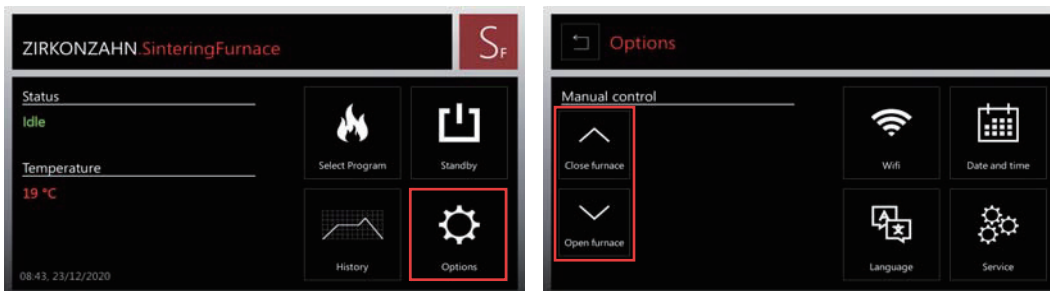 ZIRKONZAHN.SinteringFurnace
SF
Status
Idle
Temperature
19 °C
08:43, 23/12/2020
Select Program
Standby
History
Options
Options
Manual control
Close furnace
Open furnace
Wifi
Date and time
Language
Service